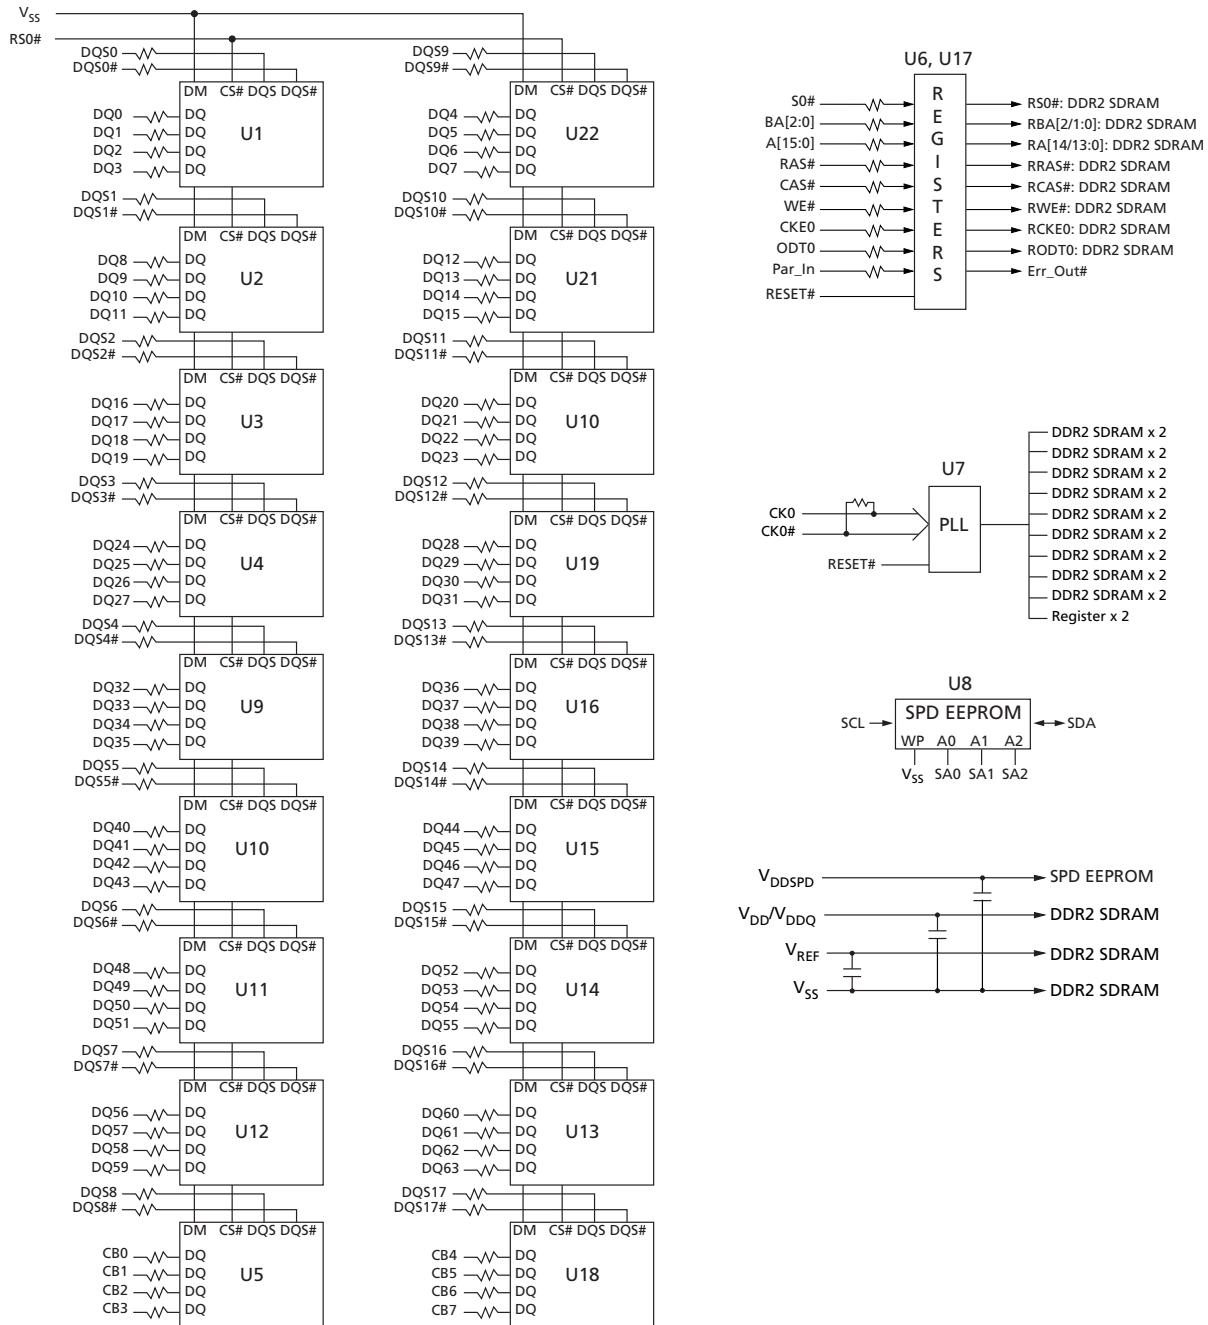 VSS
RS0#
DQS0
DQS0#
DM CS# DQS DQS#
DQ0 DQ
DQ1 DQ
DQ2 DQ
DQ3 DQ
U1
DQS1
DQS1#
DM CS# DQS DQS#
DQ8 DQ
DQ9 DQ
DQ10 DQ
DQ11 DQ
U2
DQS2
DQS2#
DM CS# DQS DQS#
DQ16 DQ
DQ17 DQ
DQ18 DQ
DQ19 DQ
U3
DQS3
DQS3#
DM CS# DQS DQS#
DQ24 DQ
DQ25 DQ
DQ26 DQ
DQ27 DQ
U4
DQS4
DQS4#
DM CS# DQS DQS#
DQ32 DQ
DQ33 DQ
DQ34 DQ
DQ35 DQ
U9
DQS5
DQS5#
DM CS# DQS DQS#
DQ40 DQ
DQ41 DQ
DQ42 DQ
DQ43 DQ
U10
DQS6
DQS6#
DM CS# DQS DQS#
DQ48 DQ
DQ49 DQ
DQ50 DQ
DQ51 DQ
U11
DQS7
DQS7#
DM CS# DQS DQS#
DQ56 DQ
DQ57 DQ
DQ58 DQ
DQ59 DQ
U12
DQS8
DQS8#
DM CS# DQS DQS#
CB0 DQ
CB1 DQ
CB2 DQ
CB3 DQ
U5
DQS9
DQS9#
DM CS# DQS DQS#
DQ4 DQ
DQ5 DQ
DQ6 DQ
DQ7 DQ
U22
DQS10
DQS10#
DM CS# DQS DQS#
DQ12 DQ
DQ13 DQ
DQ14 DQ
DQ15 DQ
U21
DQS11
DQS11#
DM CS# DQS DQS#
DQ20 DQ
DQ21 DQ
DQ22 DQ
DQ23 DQ
U10
DQS12
DQS12#
DM CS# DQS DQS#
DQ28 DQ
DQ29 DQ
DQ30 DQ
DQ31 DQ
U19
DQS13
DQS13#
DM CS# DQS DQS#
DQ36 DQ
DQ37 DQ
DQ38 DQ
DQ39 DQ
U16
DQS14
DQS14#
DM CS# DQS DQS#
DQ44 DQ
DQ45 DQ
DQ46 DQ
DQ47 DQ
U15
DQS15
DQS15#
DM CS# DQS DQS#
DQ52 DQ
DQ53 DQ
DQ54 DQ
DQ55 DQ
U14
DQS16
DQS16#
DM CS# DQS DQS#
DQ60 DQ
DQ61 DQ
DQ62 DQ
DQ63 DQ
U13
DQS17
DQS17#
DM CS# DQS DQS#
CB4 DQ
CB5 DQ
CB6 DQ
CB7 DQ
U18
U6, U17
REGISTERS
S0# RS0#: DDR2 SDRAM
BA[2:0] RBA[2/1:0]: DDR2 SDRAM
A[15:0] RA[14/13:0]: DDR2 SDRAM
RAS# RRAS#: DDR2 SDRAM
CAS# RCAS#: DDR2 SDRAM
WE# RWE#: DDR2 SDRAM
CKE0 RCKE0: DDR2 SDRAM
ODT0 RODT0: DDR2 SDRAM
Par_In Err_Out#
RESET#
U7
PLL
CK0
CK0#
RESET#
DDR2 SDRAM x 2
DDR2 SDRAM x 2
DDR2 SDRAM x 2
DDR2 SDRAM x 2
DDR2 SDRAM x 2
DDR2 SDRAM x 2
DDR2 SDRAM x 2
DDR2 SDRAM x 2
DDR2 SDRAM x 2
Register x 2
U8
SCL SPD EEPROM SDA
WP A0 A1 A2
VSS SA0 SA1 SA2
VDDSPD SPD EEPROM
VDD/VDDQ DDR2 SDRAM
VREF DDR2 SDRAM
VSS DDR2 SDRAM